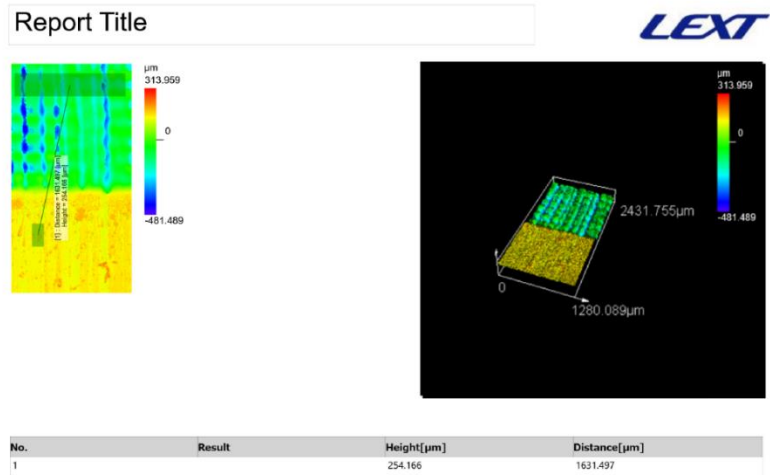 Report Title
LEXT
µm
313.959
0
-481.489
[1] : Distance = 1631.497 [µm]
Height = 254.166 [µm]
µm
313.959
0
-481.489
2431.755µm
0
1280.089µm
No. Result Height[µm] Distance[µm]
1 254.166 1631.497